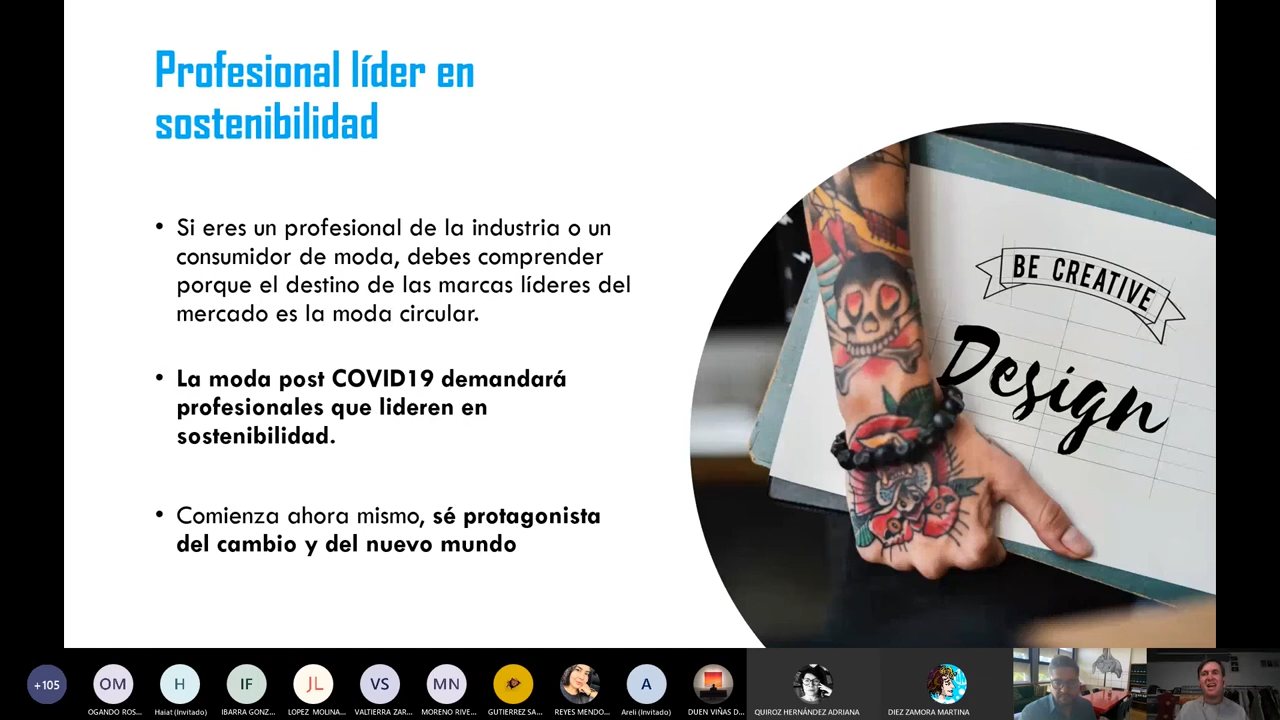 Profesional líder en
sostenibilidad
• Si eres un profesional de la industria o un
consumidor de moda, debes comprender
porque el destino de las marcas líderes del
mercado es la moda circular.
• La moda post COVID19 demandará
profesionales que lideren en
sostenibilidad.
• Comienza ahora mismo, sé protagonista
del cambio y del nuevo mundo
BE CREATIVE
Design
+105
OM
H
IF
JL
VS
MN
A
OGANDO ROS...
Haiat (Invitado)
IBARRA GONZ...
LOPEZ MOLINA...
VALTIERRA ZAR...
MORENO RIVE...
GUTIERREZ SA...
REYES MENDO...
Areli (Invitado)
DUEN VIÑAS D...
QUIROZ HERNÁNDEZ ADRIANA
DIEZ ZAMORA MARTINA